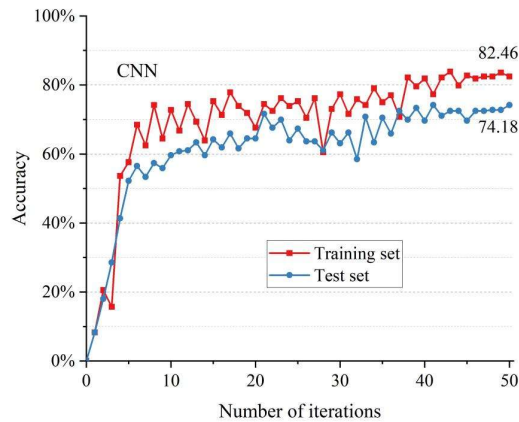 100%
82.46
CNN
80%
74.18
60%
Accuracy
40%
Training set
Test set
20%
0%
0 10 20 30 40 50
Number of iterations